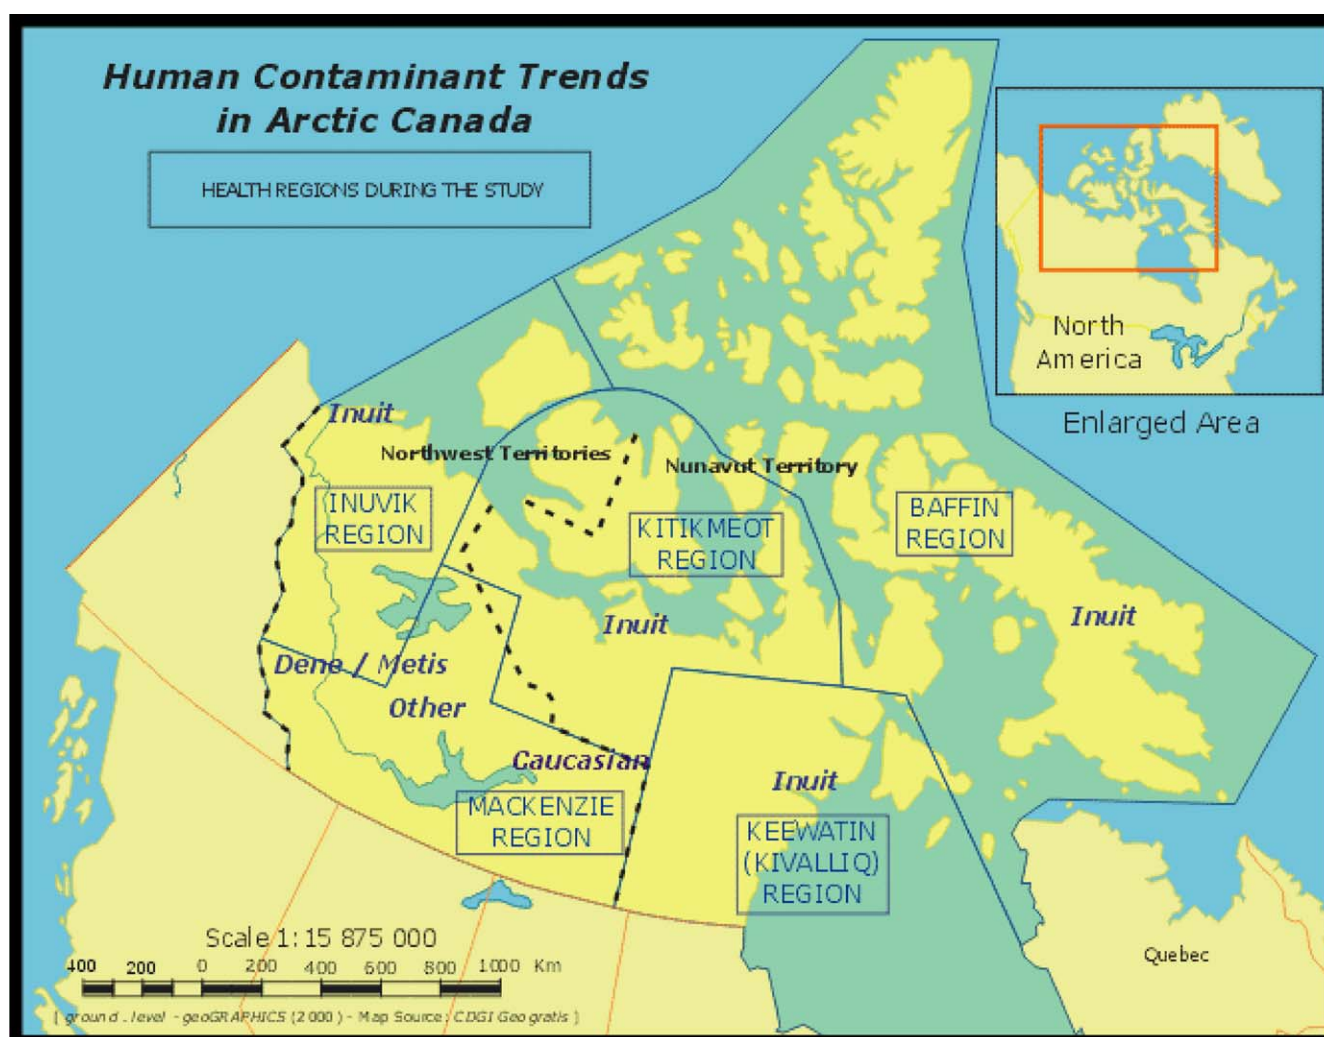 Human Contaminant Trends
in Arctic Canada
HEALTH REGIONS DURING THE STUDY
North
America
Enlarged Area
Inuit
Northwest Territories
Nunavut Territory
INUVIK
REGION
KITIKMEOT
REGION
BAFFIN
REGION
Inuit
Inuit
Dene / Metis
Other
Caucasian
Inuit
MACKENZIE
REGION
KEEWATIN
(KIVALLIQ)
REGION
Quebec
Scale 1: 15 875 000
400 200 0 200 400 600 800 1000 Km
[ ground . level - geoGRAPHICS (2000) - Map Source: CDGI Geogratis ]